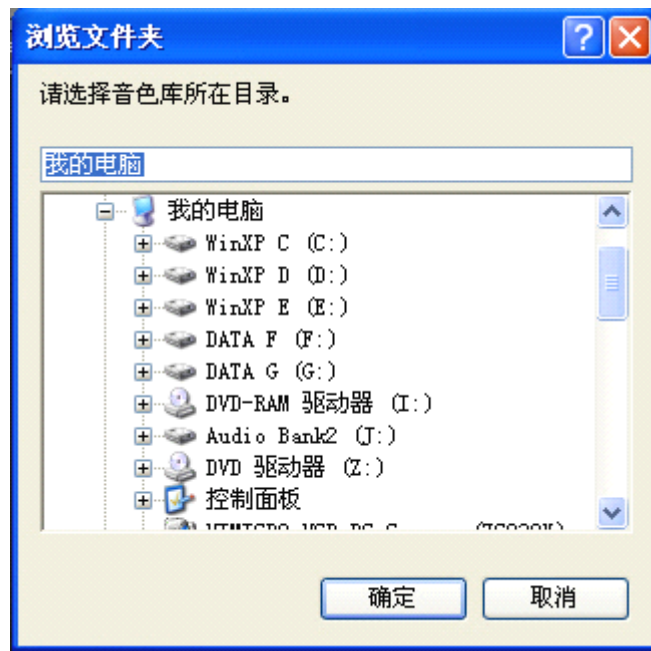 浏览文件夹
请选择音色库所在目录。
我的电脑
我的电脑
WinXP C (C:)
WinXP D (D:)
WinXP E (E:)
DATA F (F:)
DATA G (G:)
DVD-RAM 驱动器 (I:)
Audio Bank2 (J:)
DVD 驱动器 (Z:)
控制面板
确定 取消